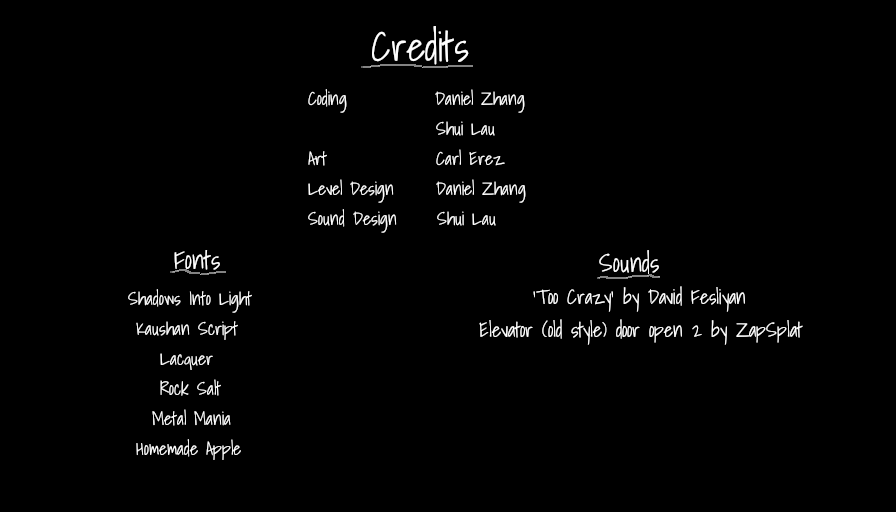 Credits
Coding Daniel Zhang
Shui Lau
Art Carl Erez
Level Design Daniel Zhang
Sound Design Shui Lau
Fonts
Shadows Into Light
Kaushan Script
Lacquer
Rock Salt
Metal Mania
Homemade Apple
Sounds
'Too Crazy' by David Fesliyan
Elevator (old style) door open 2 by ZapSplat